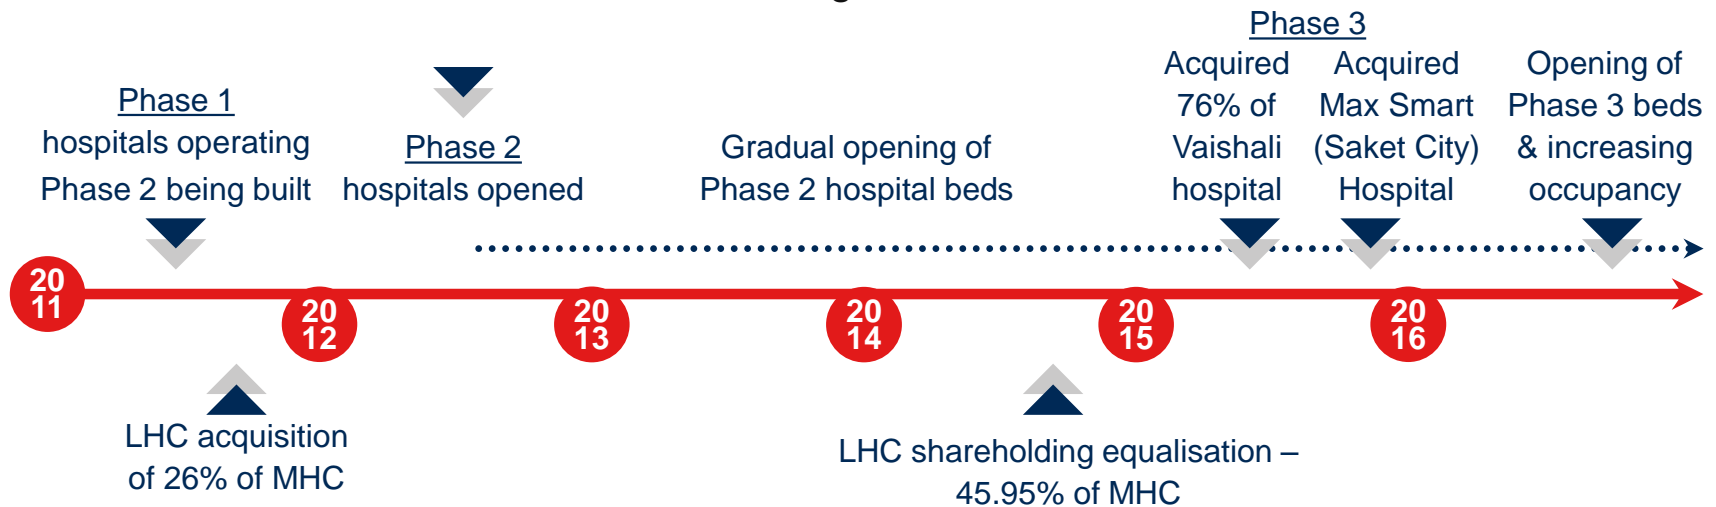 Phase 1
hospitals operating
Phase 2 being built
Phase 2
hospitals opened
Gradual opening of
Phase 2 hospital beds
Phase 3
Acquired
76% of
Vaishali
hospital
Acquired
Max Smart
(Saket City)
Hospital
Opening of
Phase 3 beds
& increasing
occupancy
20
11
20
12
20
13
20
14
20
15
20
16
LHC acquisition
of 26% of MHC
LHC shareholding equalisation –
45.95% of MHC